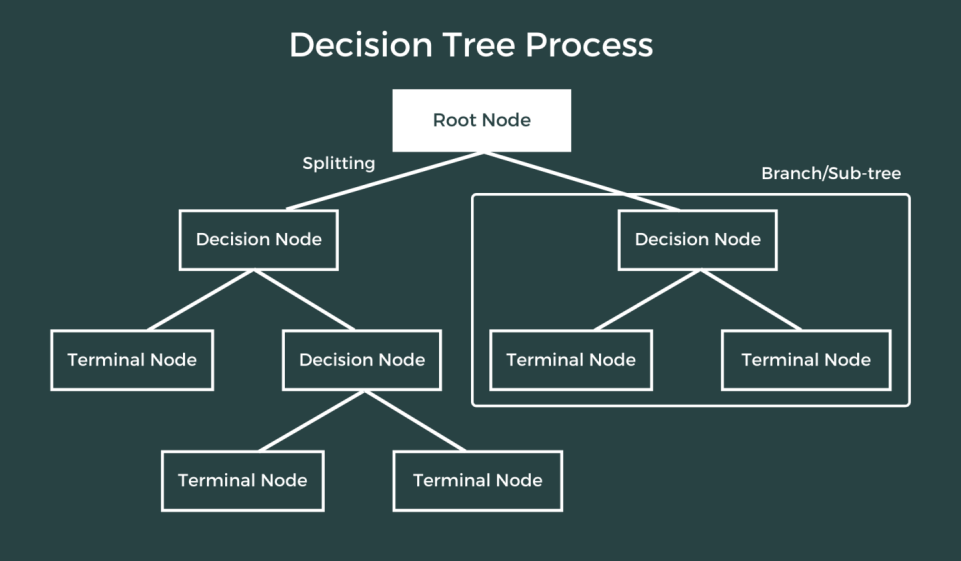 Decision Tree Process
Root Node
Splitting
Branch/Sub-tree
Decision Node
Decision Node
Terminal Node
Decision Node
Terminal Node
Terminal Node
Terminal Node
Terminal Node